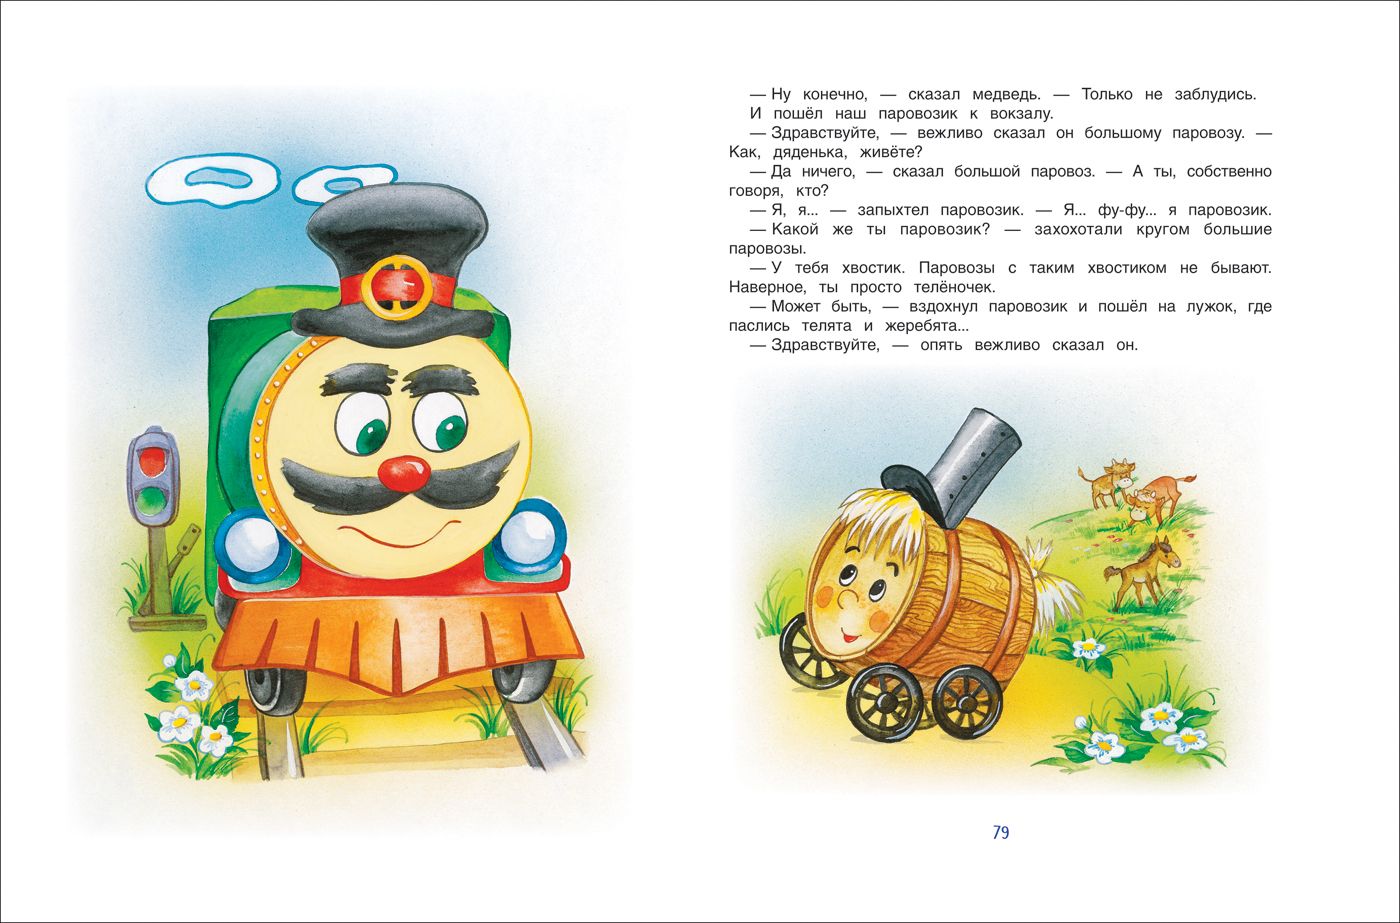 — Ну конечно, — сказал медведь. — Только не заблудись.
И пошёл наш паровозик к вокзалу.
— Здравствуйте, — вежливо сказал он большому паровозу. —
Как, дяденька, живёте?
— Да ничего, — сказал большой паровоз. — А ты, собственно
говоря, кто?
— Я, я... — запыхтел паровозик. — Я... фу-фу... я паровозик.
— Какой же ты паровозик? — захохотали кругом большие
паровозы.
— У тебя хвостик. Паровозы с таким хвостиком не бывают.
Наверное, ты просто телёночек.
— Может быть, — вздохнул паровозик и пошёл на лужок, где
паслись телята и жеребята...
— Здравствуйте, — опять вежливо сказал он.
79